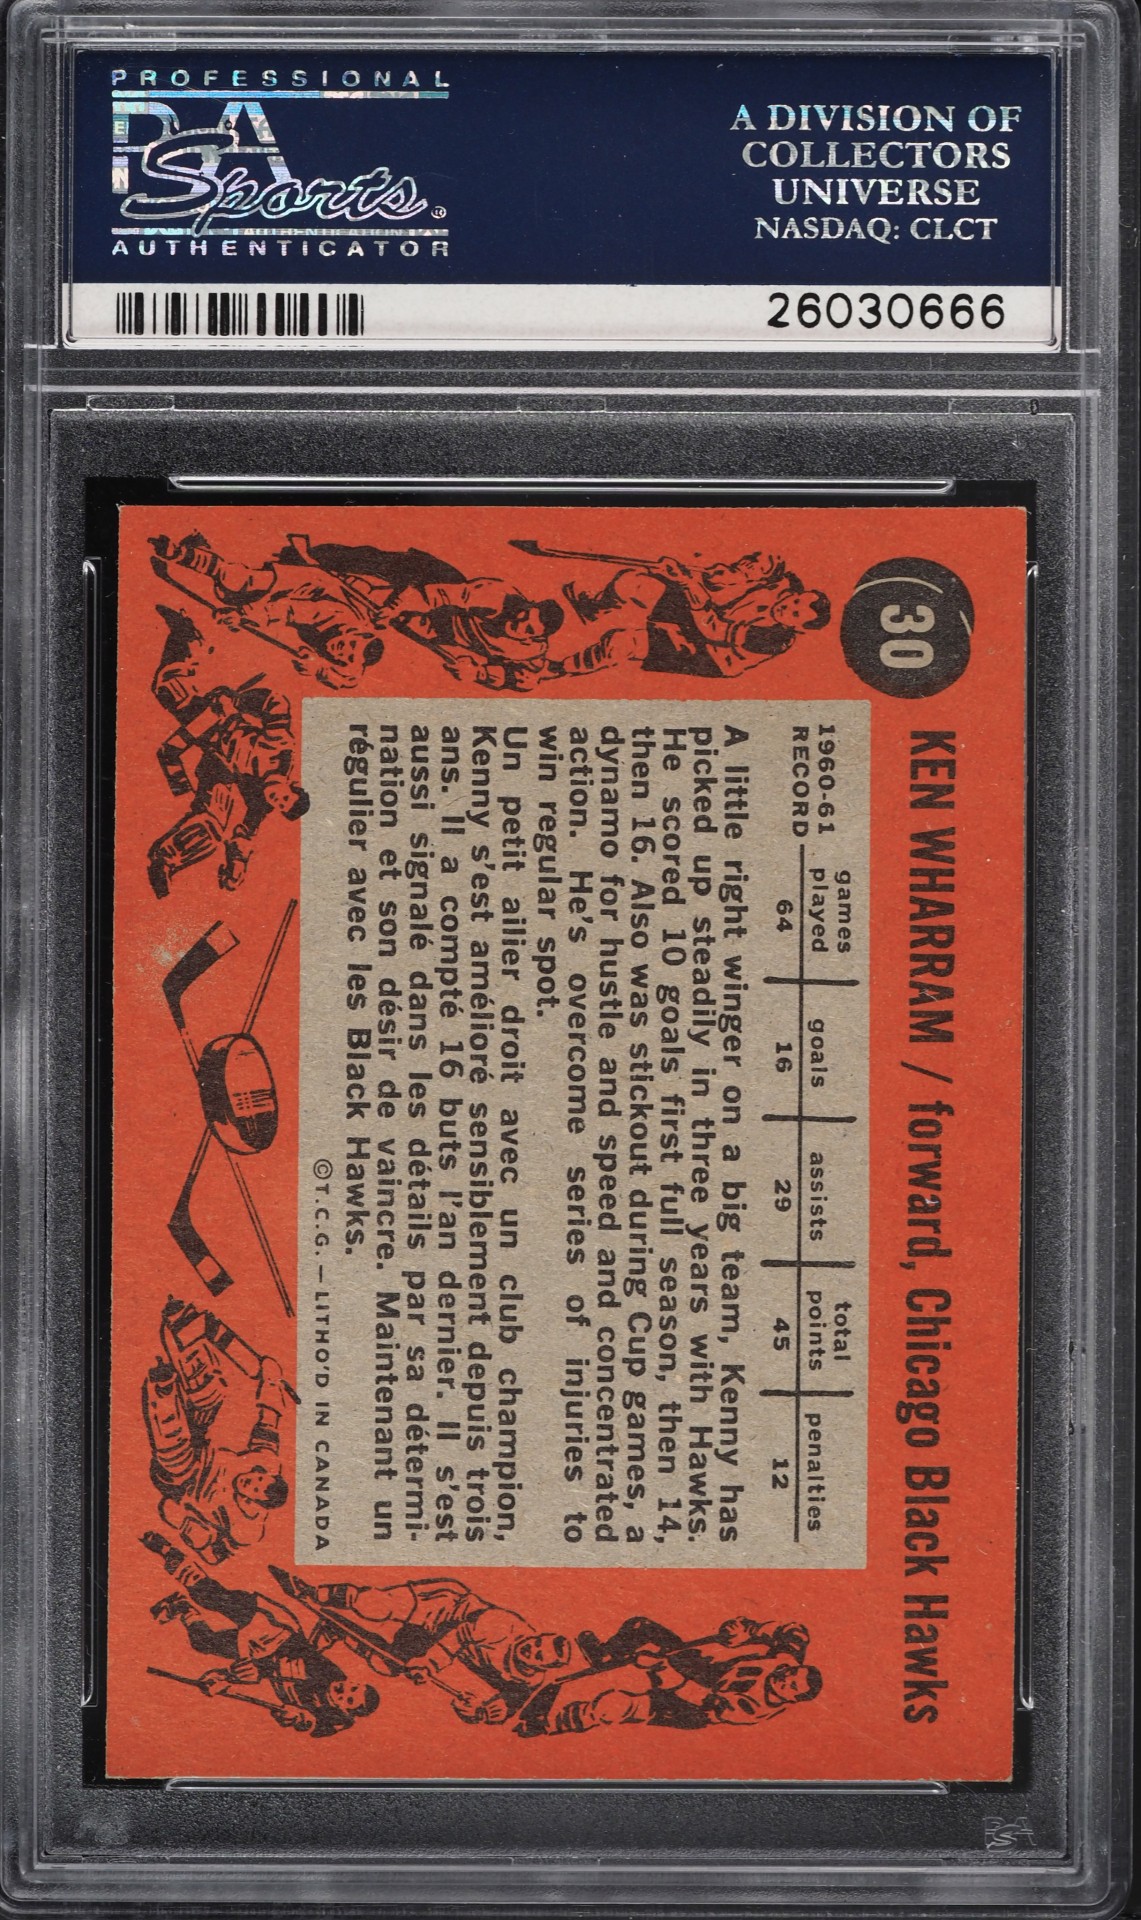 PROFESSIONAL
PSA
Sports
AUTHENTICATOR
A DIVISION OF
COLLECTORS
UNIVERSE
NASDAQ: CLCT
26030666
30
KEN WHARRAM / forward, Chicago Black Hawks
1960-61 games total
RECORD played goals assists points penalties
64 16 29 45 12
A little right winger on a big team, Kenny has
picked up steadily in three years with Hawks.
He scored 10 goals first full season, then 14,
then 16. Also was stickout during Cup games, a
dynamo for hustle and speed and concentrated
action. He's overcome series of injuries to
win regular spot.
Un petit ailier droit avec un club champion,
Kenny s'est amélioré sensiblement depuis trois
ans. Il a compté 16 buts l'an dernier. Il s'est
aussi signalé dans les détails par sa détermi-
nation et son désir de vaincre. Maintenant un
régulier avec les Black Hawks.
©T.C.G. — LITHO'D IN CANADA
PSA